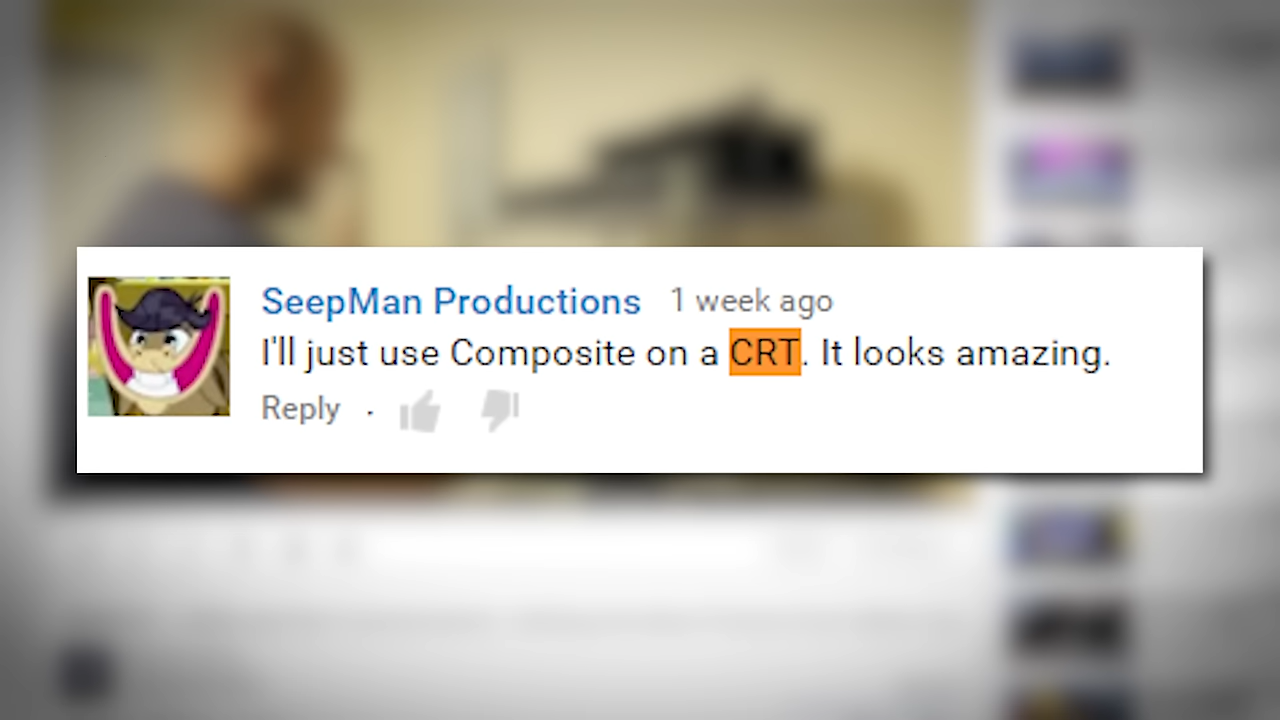 SeepMan Productions 1 week ago
I'll just use Composite on a CRT. It looks amazing.
Reply ·